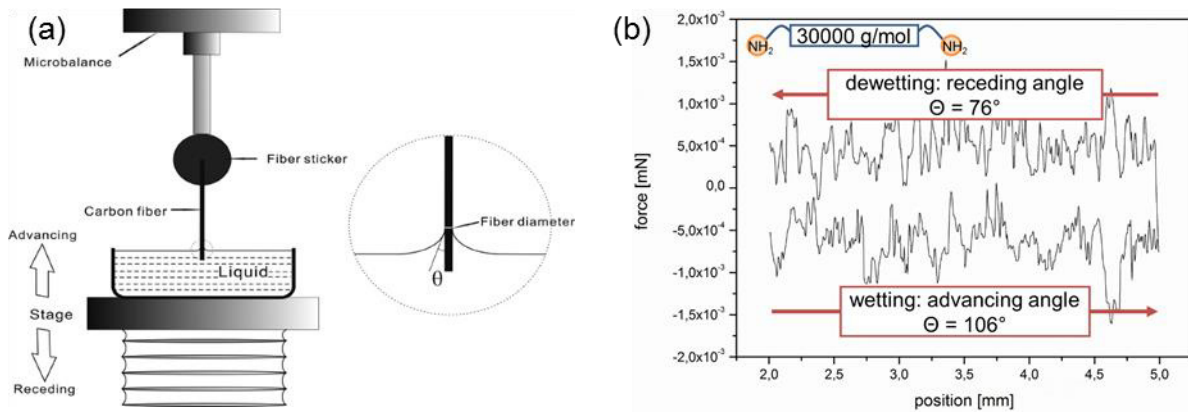 (a)
Microbalance
Fiber sticker
Carbon fiber
Fiber diameter
θ
Advancing
Liquid
Stage
Receding
(b)
2,0x10⁻³
1,5x10⁻³
1,0x10⁻³
5,0x10⁻⁴
0,0
-5,0x10⁻⁴
-1,0x10⁻³
-1,5x10⁻³
-2,0x10⁻³
force [mN]
NH₂
30000 g/mol
NH₂
dewetting: receding angle
Θ = 76°
wetting: advancing angle
Θ = 106°
2,0
2,5
3,0
3,5
4,0
4,5
5,0
position [mm]